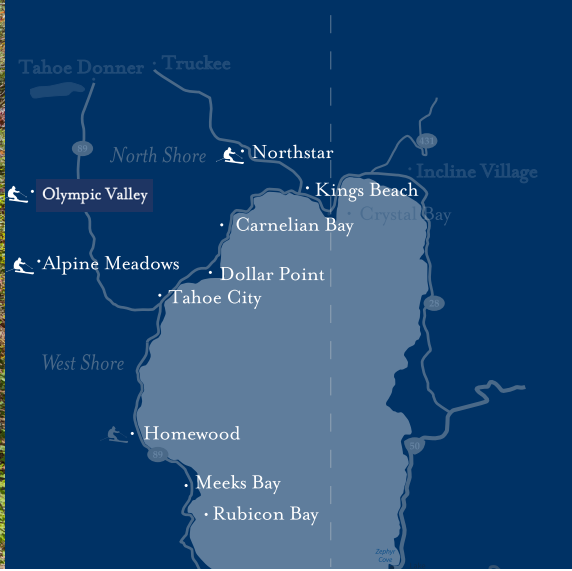 Tahoe Donner
Truckee
89
431
North Shore
Northstar
Incline Village
Olympic Valley
Kings Beach
Crystal Bay
Carnelian Bay
Alpine Meadows
Dollar Point
Tahoe City
28
West Shore
Homewood
50
89
Meeks Bay
Rubicon Bay
Zephyr
Cove